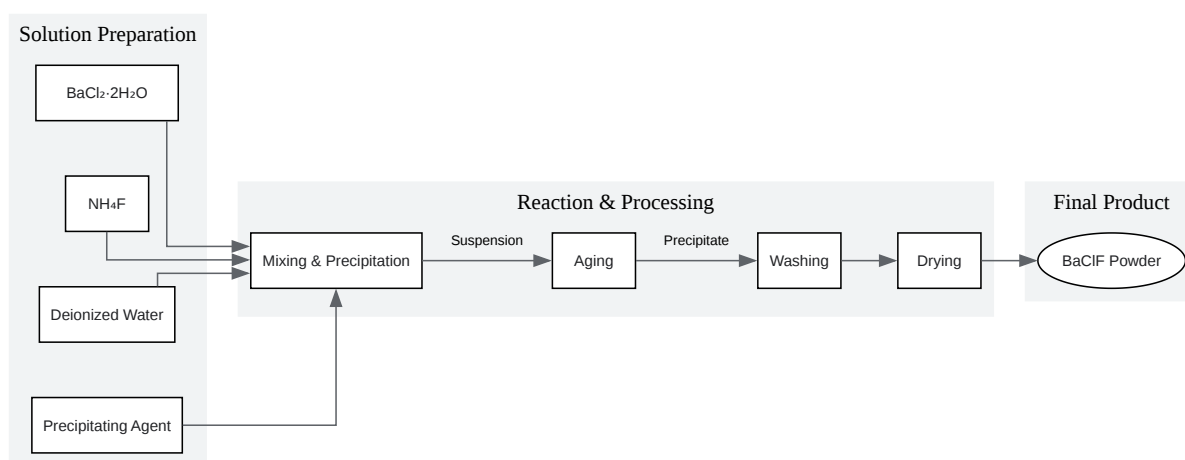 Solution Preparation
BaCl₂·2H₂O
NH₄F
Deionized Water
Precipitating Agent
Reaction & Processing
Mixing & Precipitation
Suspension
Aging
Precipitate
Washing
Drying
Final Product
BaClF Powder